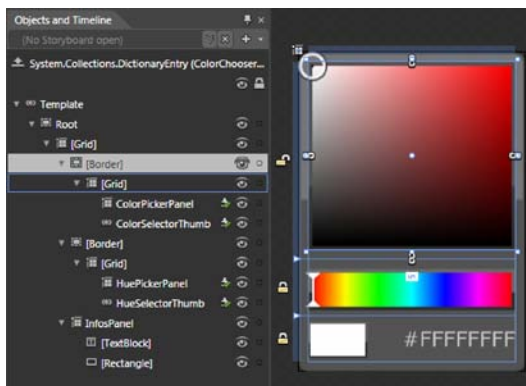 Objects and Timeline
(No Storyboard open)
System.Collections.DictionaryEntry (ColorChooser...
Template
Root
[Grid]
[Border]
[Grid]
ColorPickerPanel
ColorSelectorThumb
[Border]
[Grid]
HuePickerPanel
HueSelectorThumb
InfosPanel
[TextBlock]
[Rectangle]
#FFFFFFFF